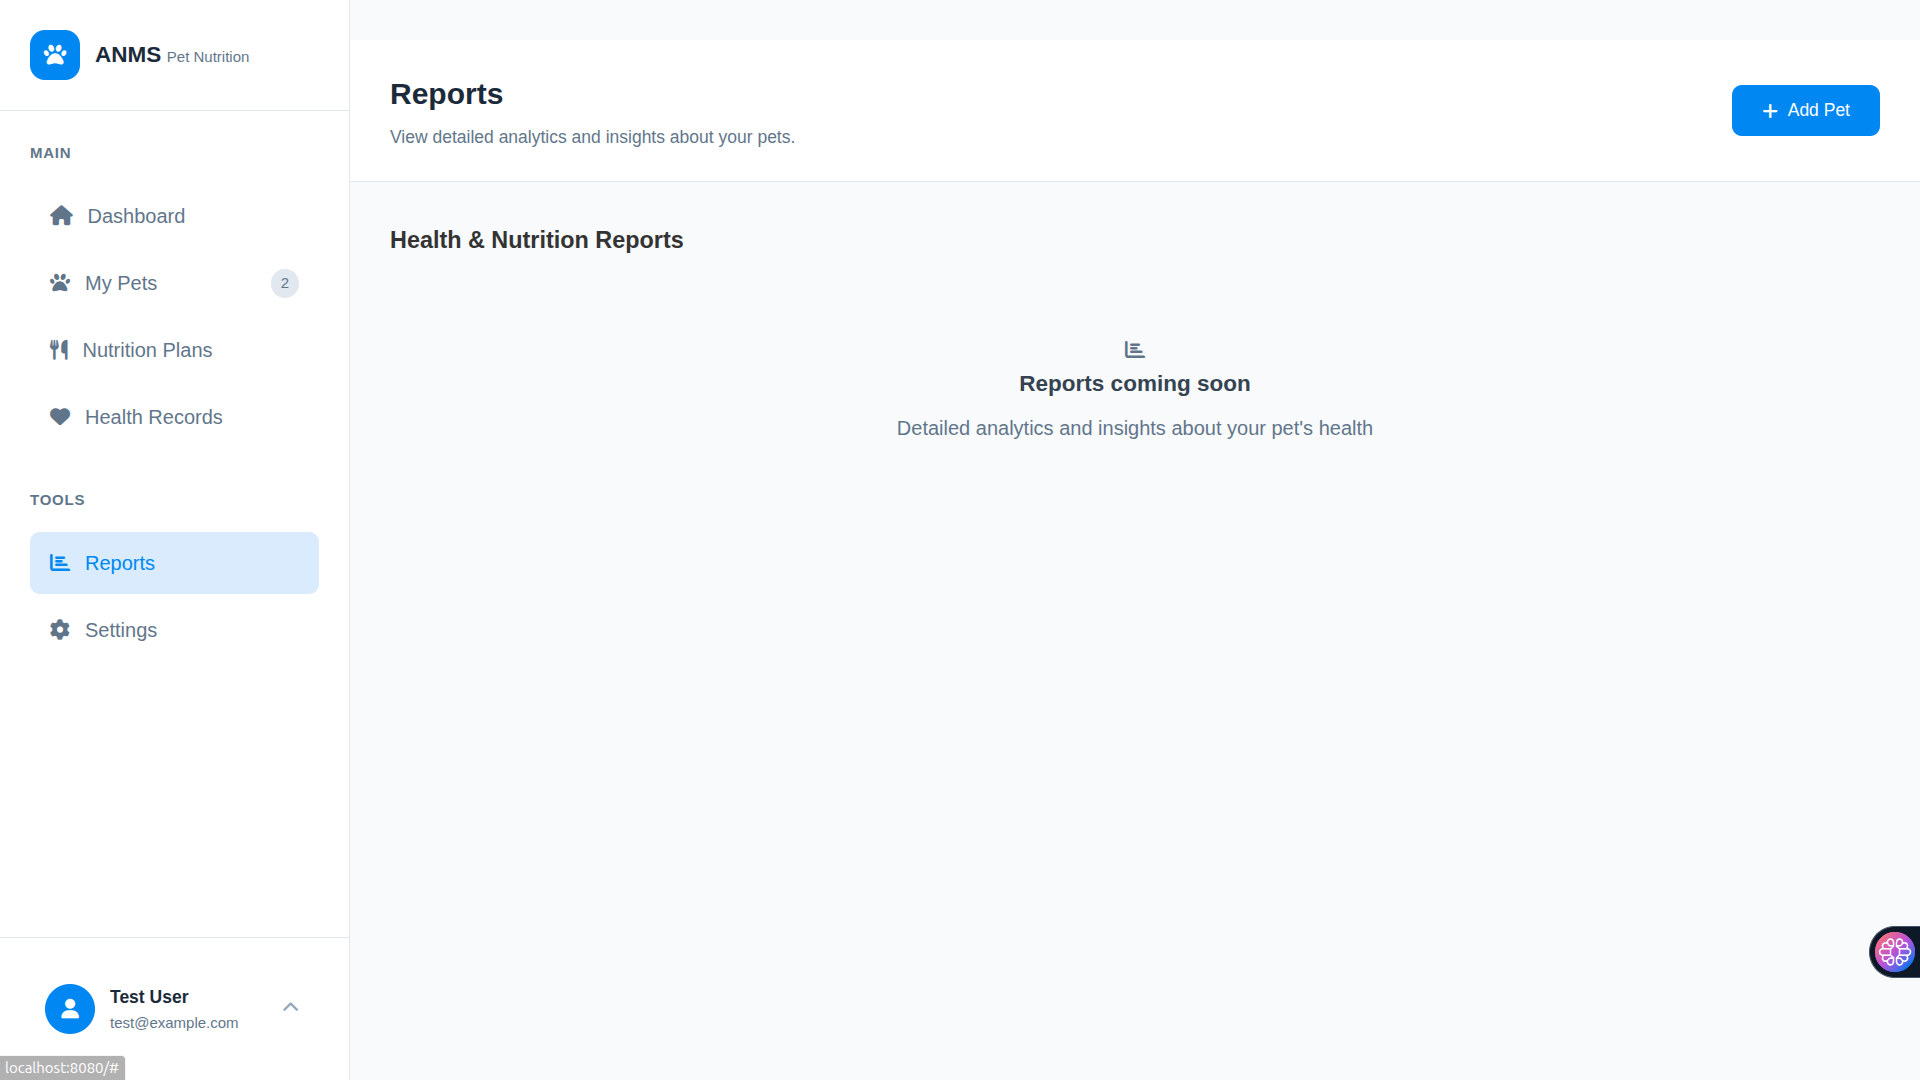 ANMS Pet Nutrition
MAIN
Dashboard
My Pets 2
Nutrition Plans
Health Records
TOOLS
Reports
Settings
Test User
test@example.com
localhost:8080/#
Reports
View detailed analytics and insights about your pets.
Add Pet
Health & Nutrition Reports
Reports coming soon
Detailed analytics and insights about your pet's health